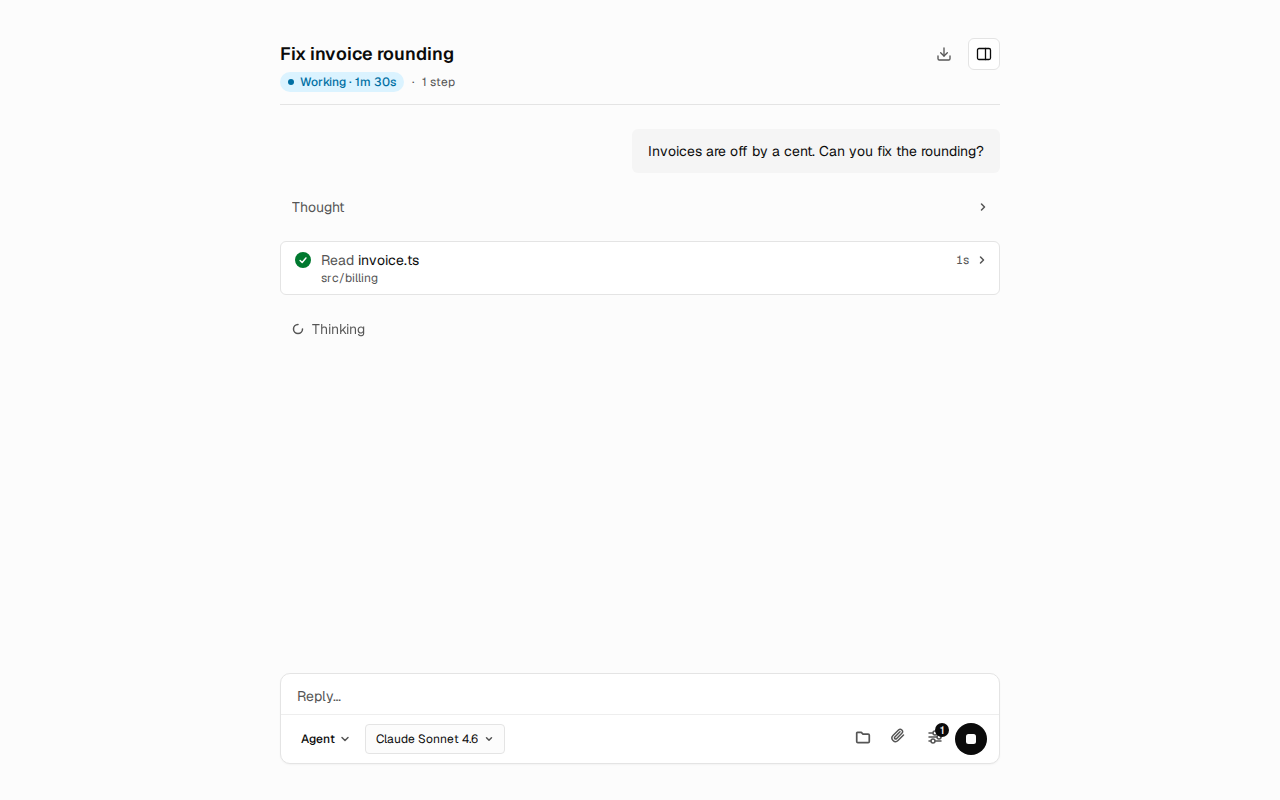 Fix invoice rounding
Working · 1m 30s · 1 step
Invoices are off by a cent. Can you fix the rounding?
Thought
Read invoice.ts 1s
src/billing
Thinking
Reply...
Agent Claude Sonnet 4.6 1